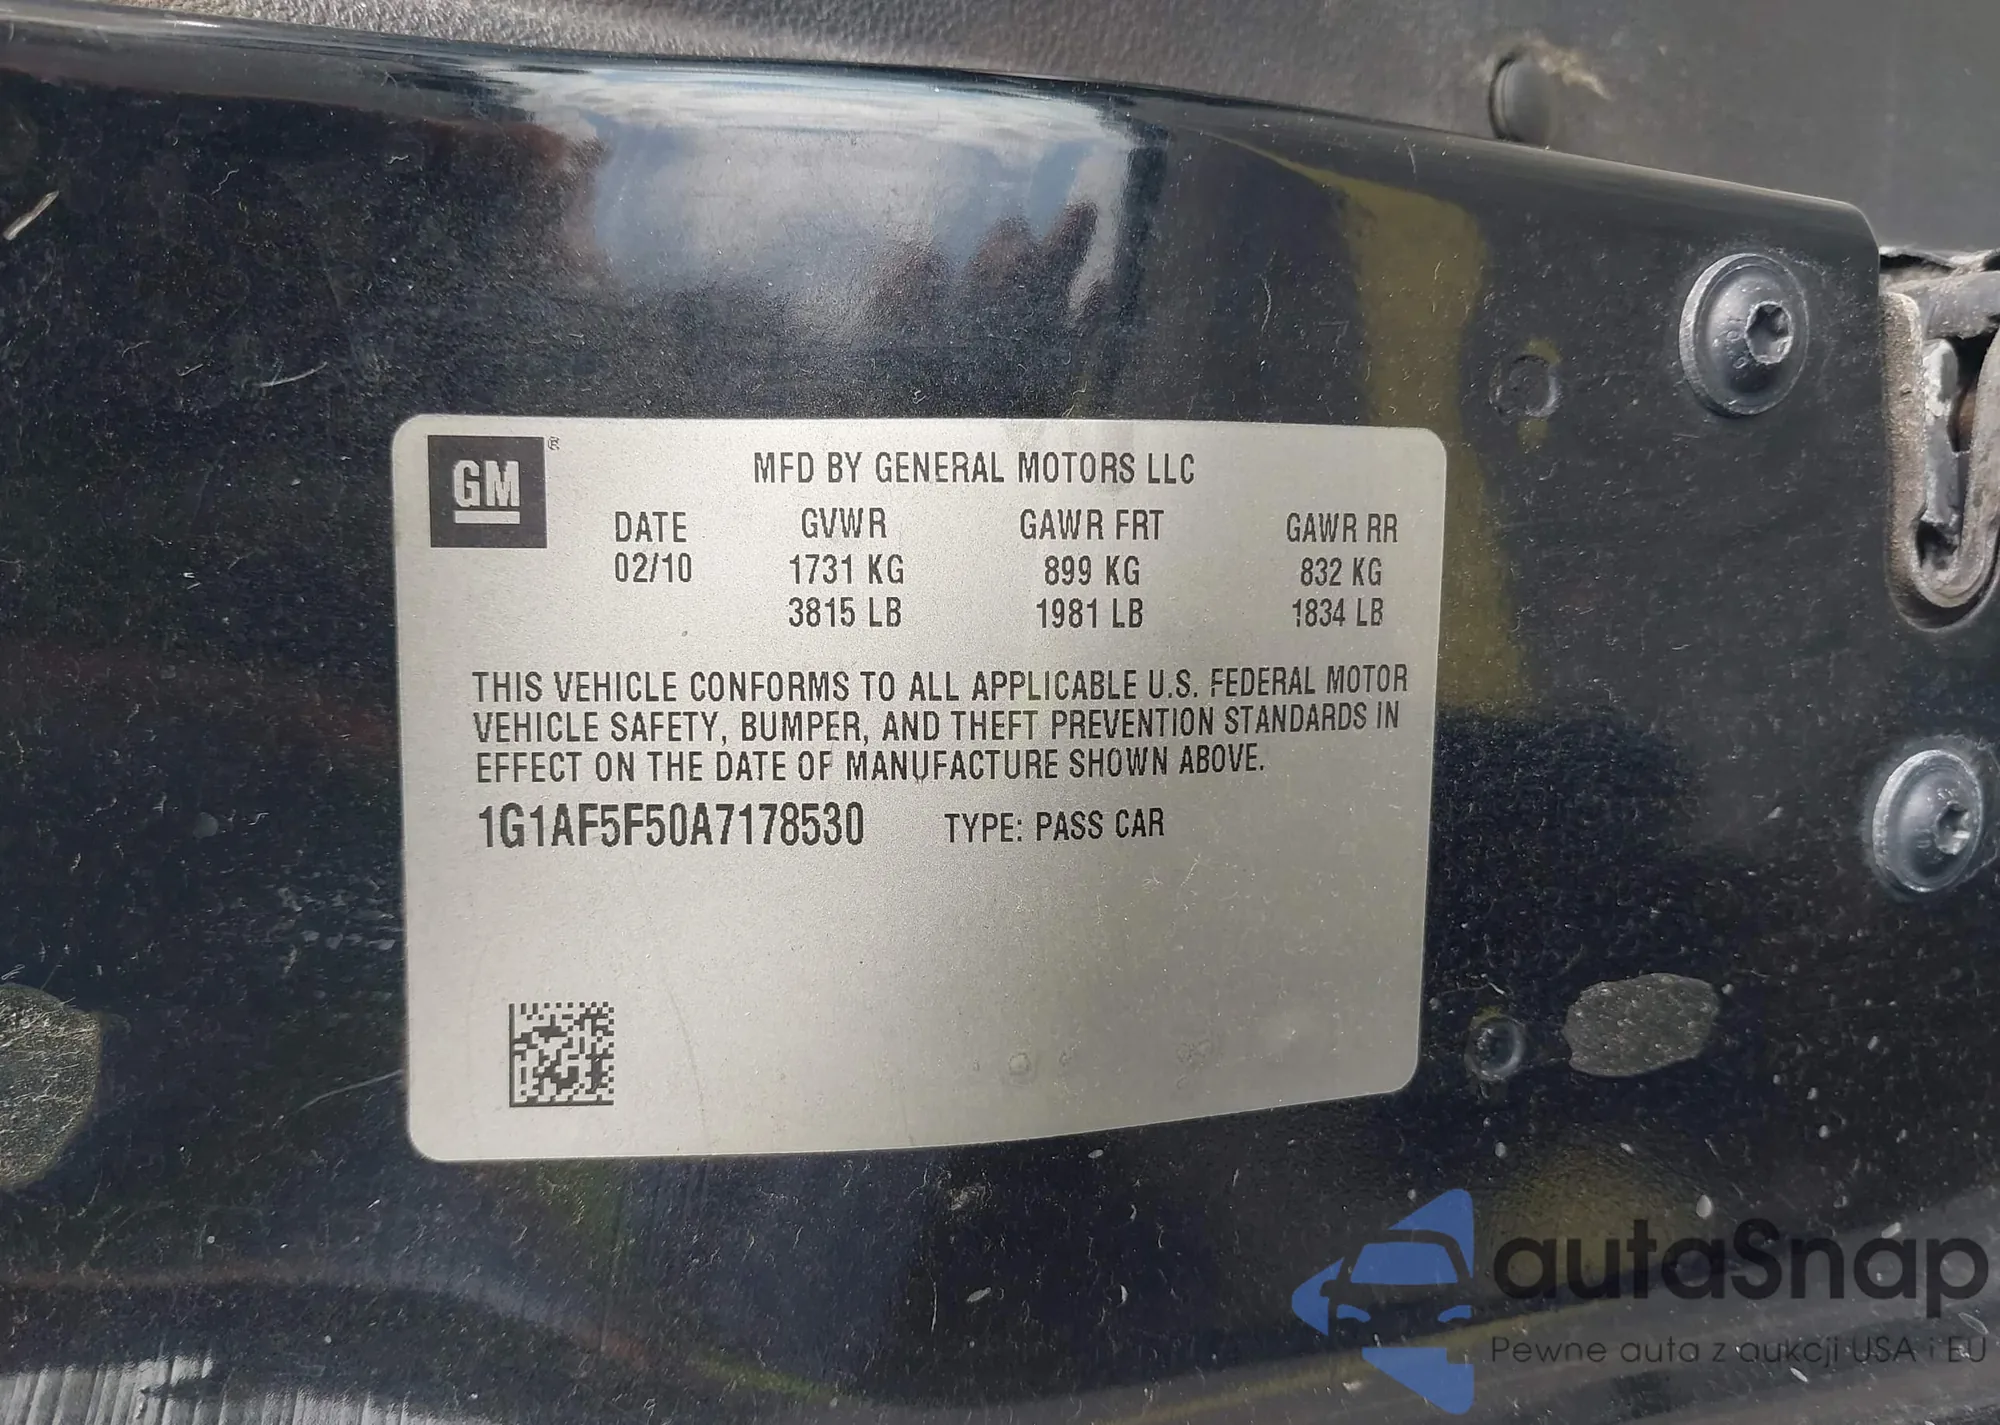 GM ®
MFD BY GENERAL MOTORS LLC
DATE GVWR GAWR FRT GAWR RR
02/10 1731 KG 899 KG 832 KG
3815 LB 1981 LB 1834 LB
THIS VEHICLE CONFORMS TO ALL APPLICABLE U.S. FEDERAL MOTOR
VEHICLE SAFETY, BUMPER, AND THEFT PREVENTION STANDARDS IN
EFFECT ON THE DATE OF MANUFACTURE SHOWN ABOVE.
1G1AF5F50A7178530 TYPE: PASS CAR
autaSnap
Pewne auta z aukcji USA i EU